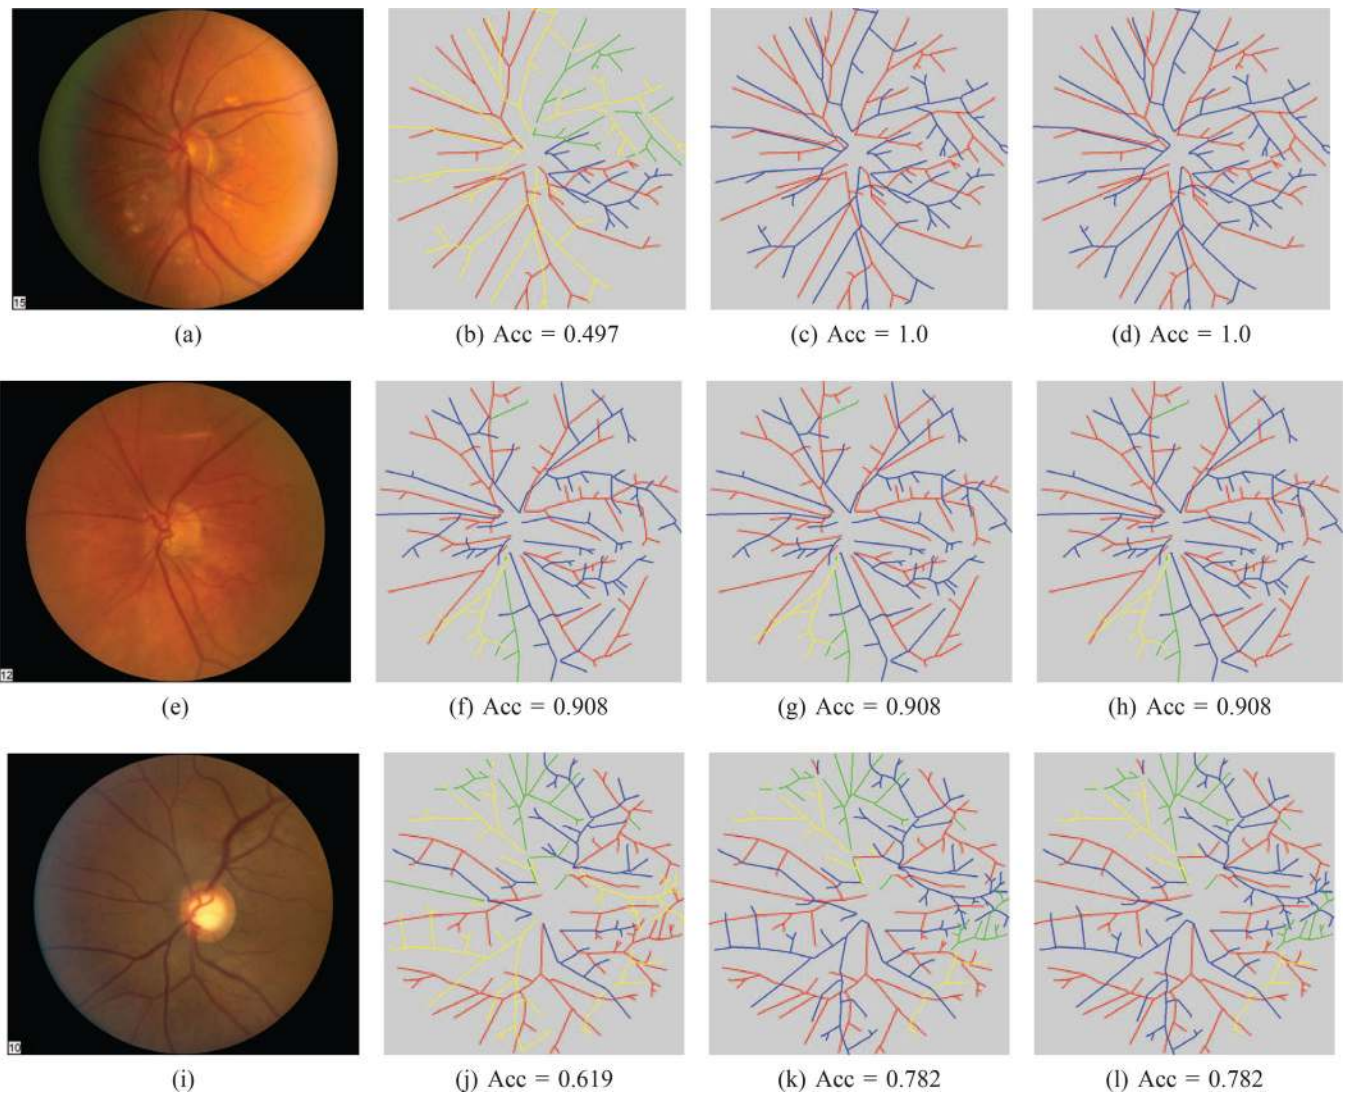 15
(a)
(b) Acc = 0.497
(c) Acc = 1.0
(d) Acc = 1.0
12
(e)
(f) Acc = 0.908
(g) Acc = 0.908
(h) Acc = 0.908
10
(i)
(j) Acc = 0.619
(k) Acc = 0.782
(l) Acc = 0.782